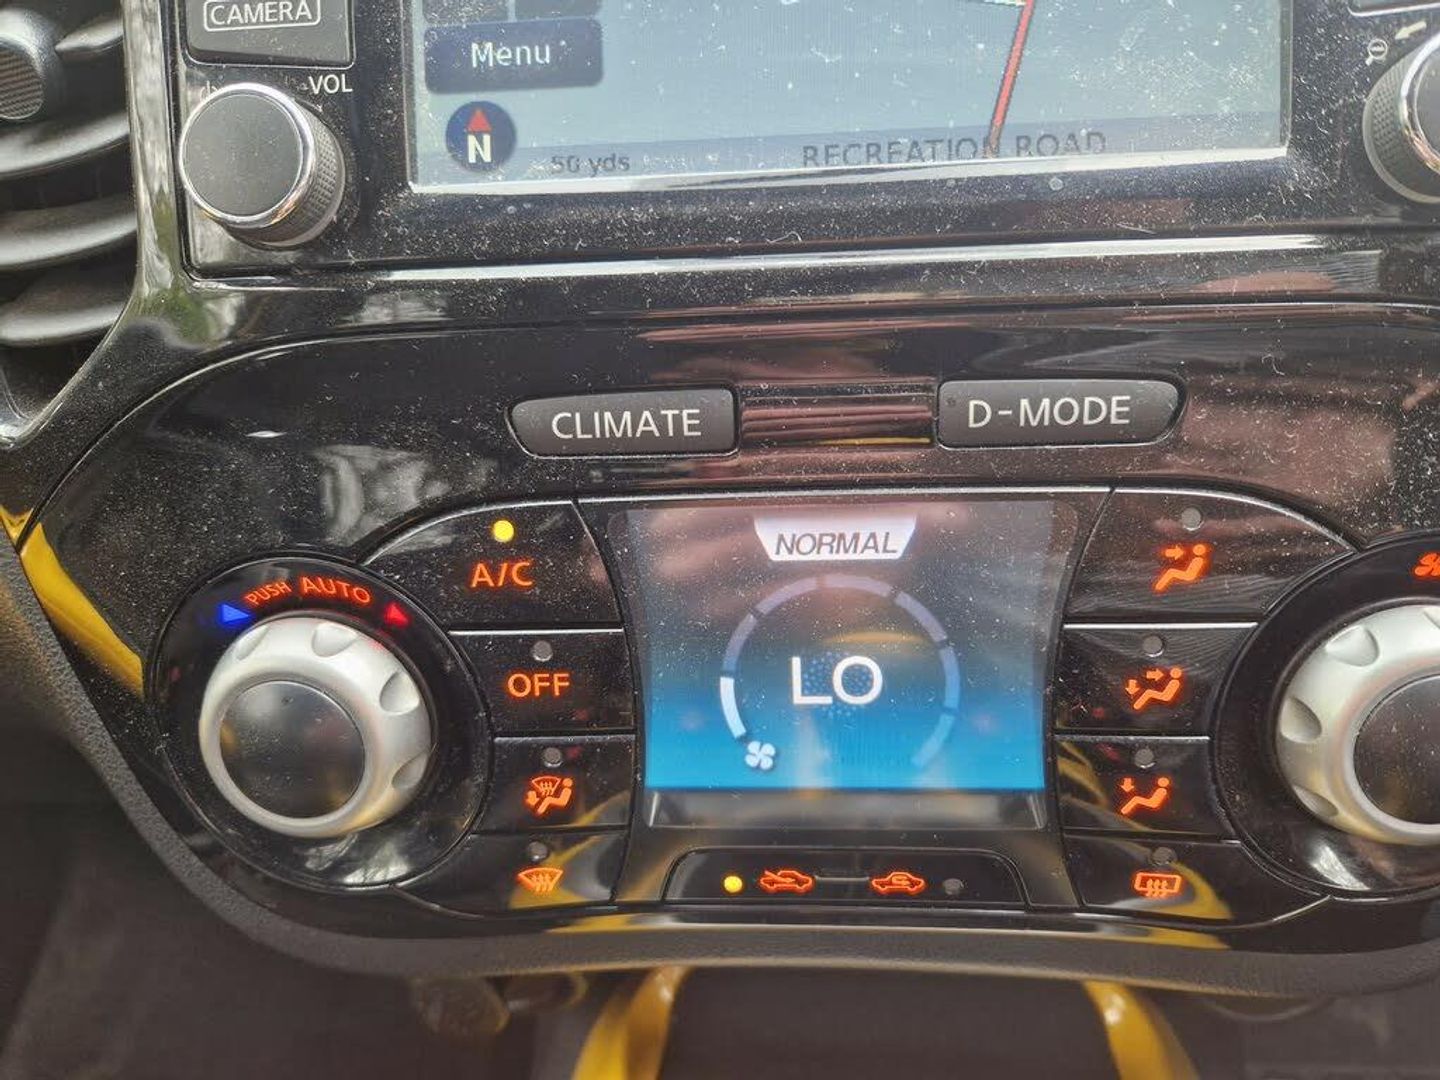 CAMERA
VOL
Menu
N
50 yds
RECREATION ROAD
CLIMATE
D-MODE
A/C
NORMAL
PUSH AUTO
OFF
LO